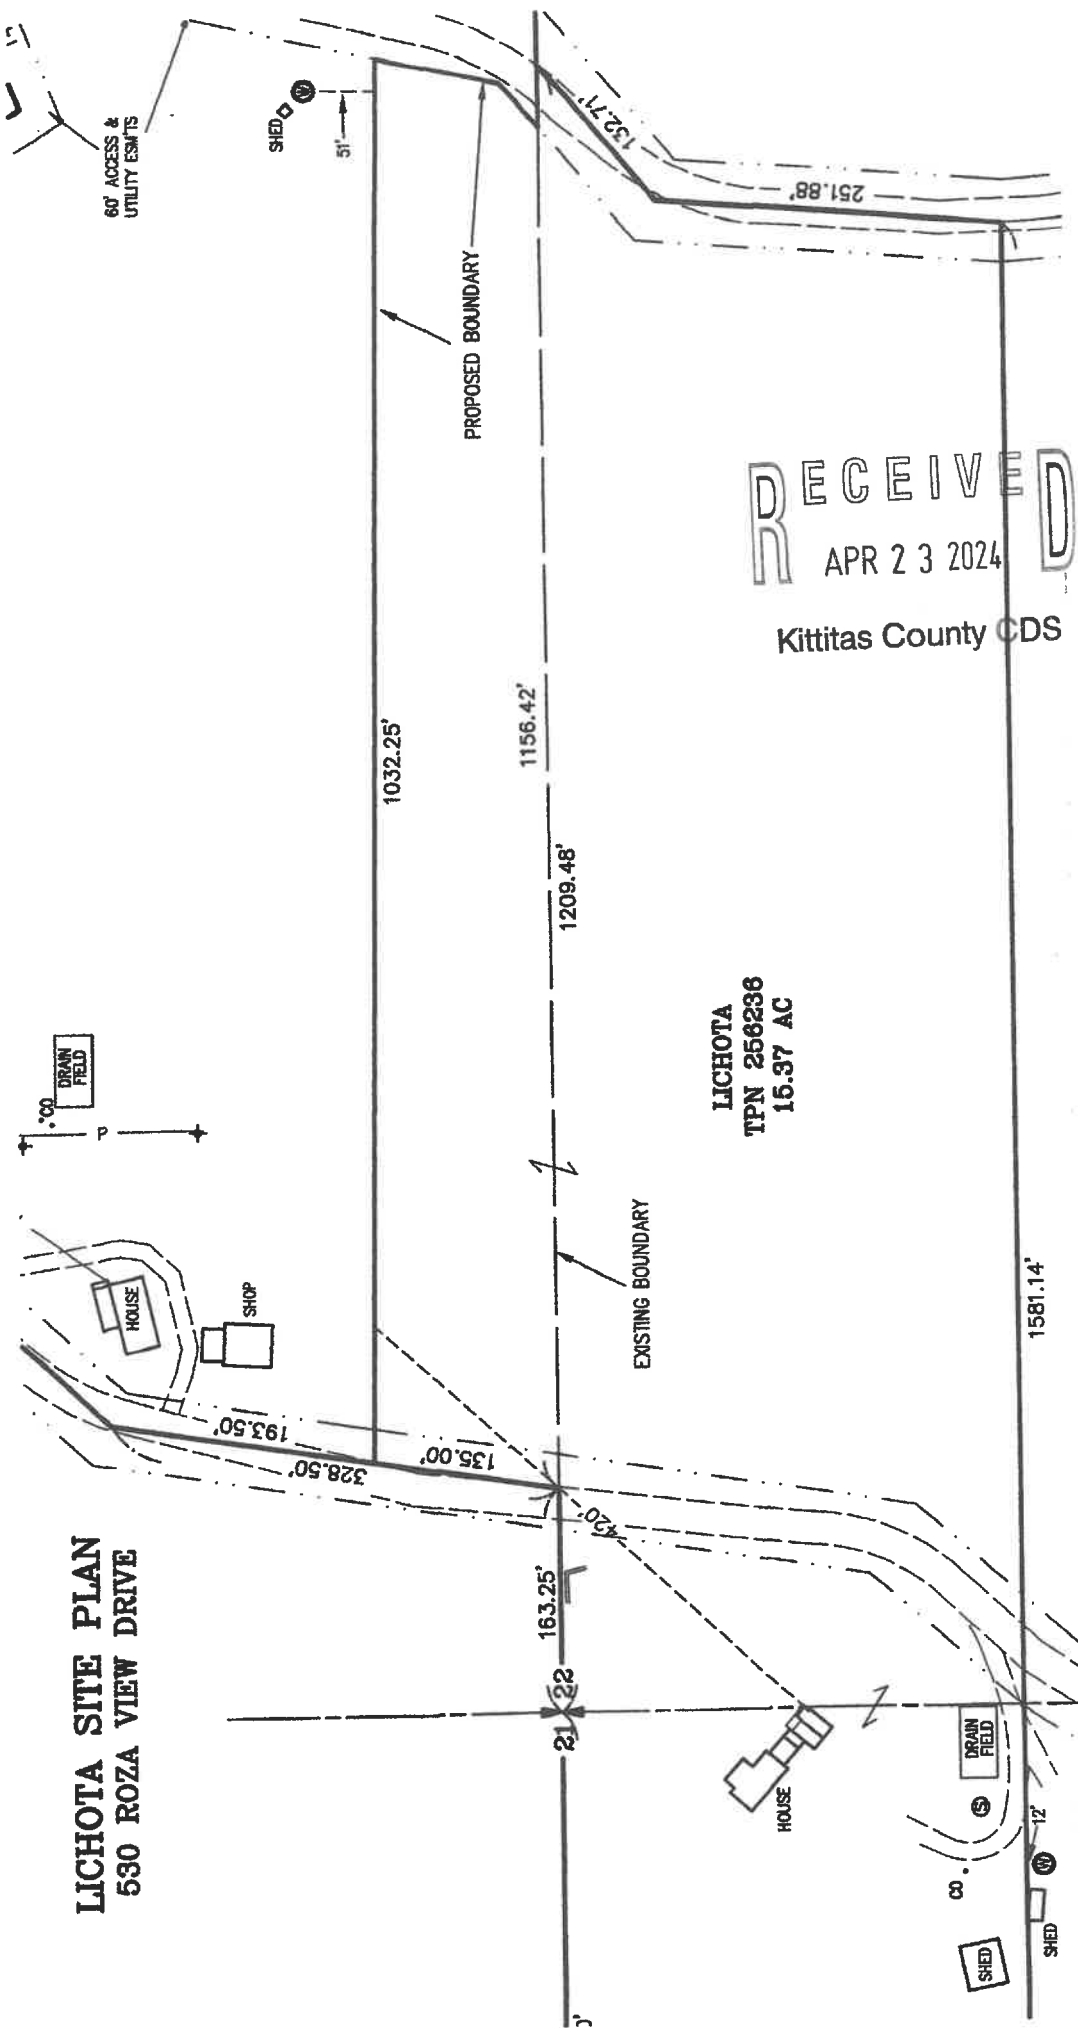 LICHOTA SITE PLAN
530 ROZA VIEW DRIVE
60' ACCESS &
UTILITY ESM'TS
SHED
W
51'
PROPOSED BOUNDARY
132.71'
251.88'
1032.25'
1156.42'
1209.48'
RECEIVED
APR 23 2024
Kittitas County CDS
CO
DRAIN
FIELD
P
HOUSE
SHOP
193.50'
328.50'
135.00'
EXISTING BOUNDARY
LICHOTA
TPN 256236
15.37 AC
1581.14'
420'
163.25'
21
22
HOUSE
DRAIN
FIELD
S
CO
12'
W
SHED
SHED